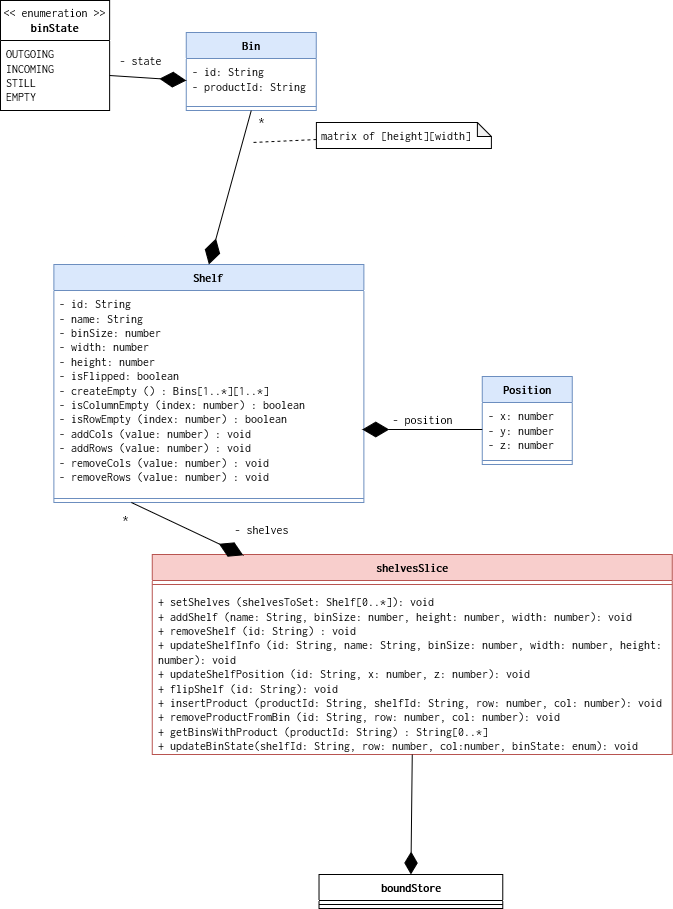 << enumeration >>
binState
OUTGOING
INCOMING
STILL
EMPTY
- state
Bin
- id: String
- productId: String
*
matrix of [height][width]
Shelf
- id: String
- name: String
- binSize: number
- width: number
- height: number
- isFlipped: boolean
- createEmpty () : Bins[1..*][1..*]
- isColumnEmpty (index: number) : boolean
- isRowEmpty (index: number) : boolean
- addCols (value: number) : void
- addRows (value: number) : void
- removeCols (value: number) : void
- removeRows (value: number) : void
- position
Position
- x: number
- y: number
- z: number
*
- shelves
shelvesSlice
+ setShelves (shelvesToSet: Shelf[0..*]): void
+ addShelf (name: String, binSize: number, height: number, width: number): void
+ removeShelf (id: String) : void
+ updateShelfInfo (id: String, name: String, binSize: number, width: number, height:
number): void
+ updateShelfPosition (id: String, x: number, z: number): void
+ flipShelf (id: String): void
+ insertProduct (productId: String, shelfId: String, row: number, col: number): void
+ removeProductFromBin (id: String, row: number, col: number): void
+ getBinsWithProduct (productId: String) : String[0..*]
+ updateBinState(shelfId: String, row: number, col:number, binState: enum): void
boundStore